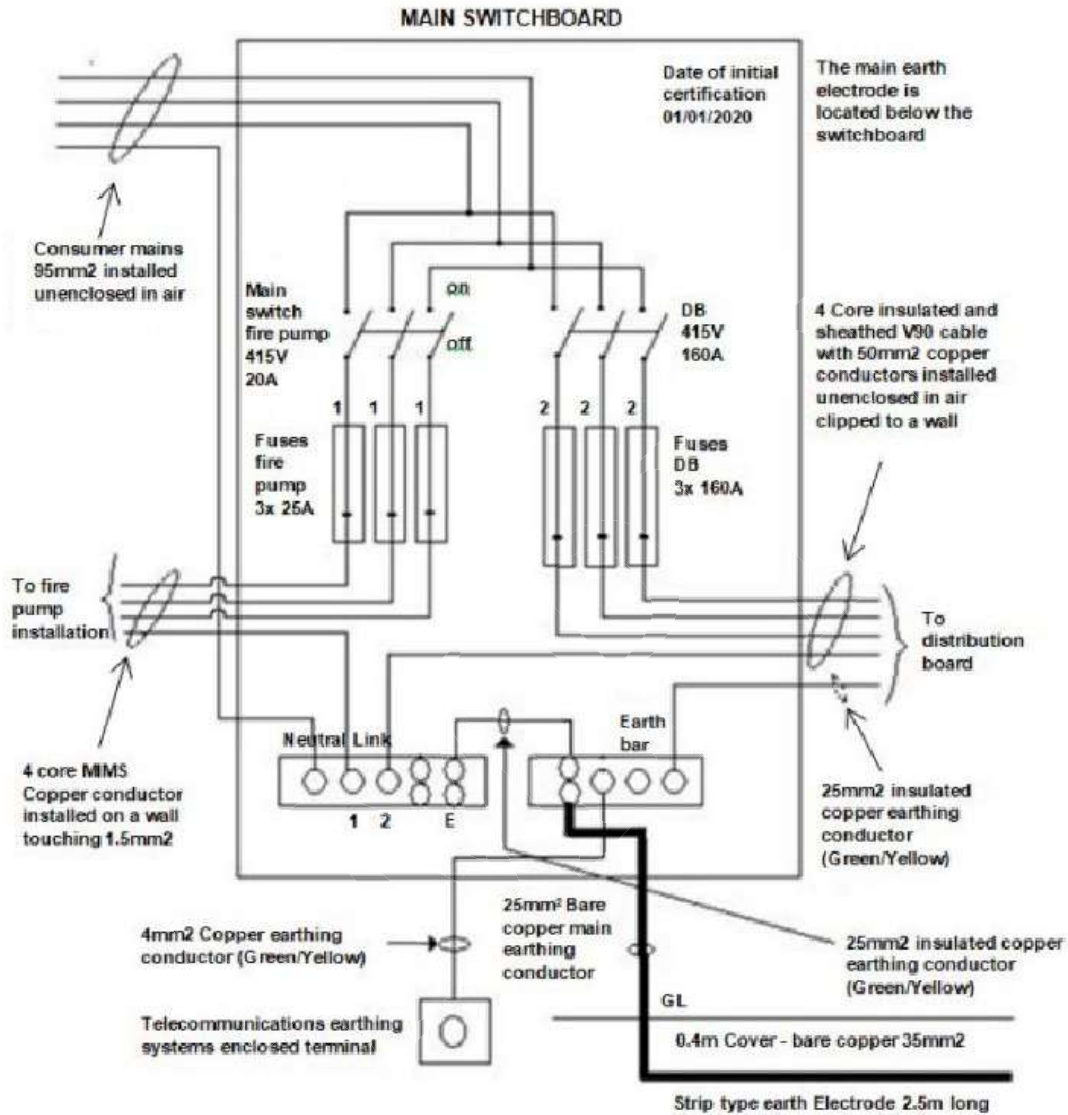 MAIN SWITCHBOARD
Date of initial
certification
01/01/2020
The main earth
electrode is
located below the
switchboard
Consumer mains
95mm2 installed
unenclosed in air
Main
switch
fire pump
415V
20A
on
off
DB
415V
160A
4 Core insulated and
sheathed V90 cable
with 50mm2 copper
conductors installed
unenclosed in air
clipped to a wall
1 1 1
2 2 2
Fuses
fire
pump
3x 25A
Fuses
DB
3x 160A
To fire
pump
installation
To
distribution
board
Neutral Link
Earth
bar
1 2 E
4 core MIMS
Copper conductor
installed on a wall
touching 1.5mm2
25mm2 insulated
copper earthing
conductor
(Green/Yellow)
4mm2 Copper earthing
conductor (Green/Yellow)
25mm² Bare
copper main
earthing
conductor
25mm2 insulated copper
earthing conductor
(Green/Yellow)
GL
Telecommunications earthing
systems enclosed terminal
0.4m Cover - bare copper 35mm2
Strip type earth Electrode 2.5m long